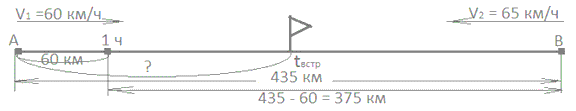 V₁ =60 км/ч
V₂ = 65 км/ч
А 1 ч В
60 км ? tвстр
435 км
435 - 60 = 375 км